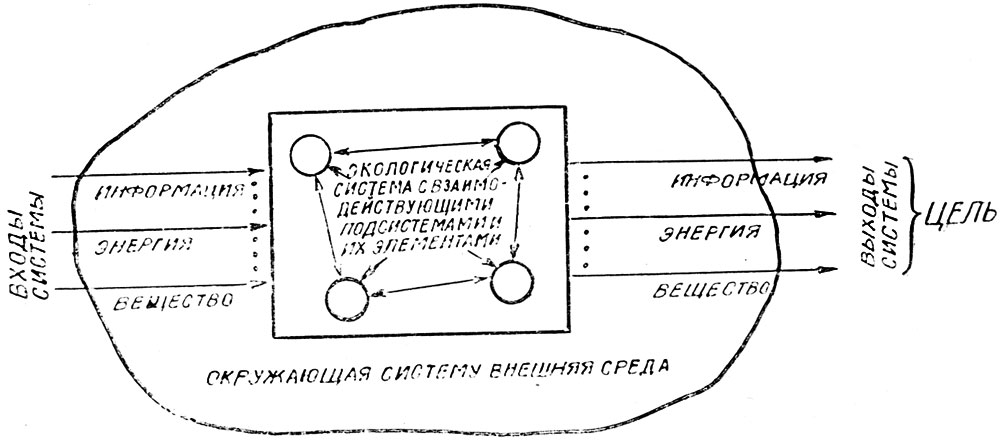 ВХОДЫ
СИСТЕМЫ
ИНФОРМАЦИЯ
ЭНЕРГИЯ
ВЕЩЕСТВО
ЭКОЛОГИЧЕСКАЯ
СИСТЕМА С ВЗАИМО-
ДЕЙСТВУЮЩИМИ
ПОДСИСТЕМАМИ И
ИХ ЭЛЕМЕНТАМИ
ИНФОРМАЦИЯ
ЭНЕРГИЯ
ВЕЩЕСТВО
ВЫХОДЫ
СИСТЕМЫ
ЦЕЛЬ
ОКРУЖАЮЩАЯ СИСТЕМУ ВНЕШНЯЯ СРЕДА